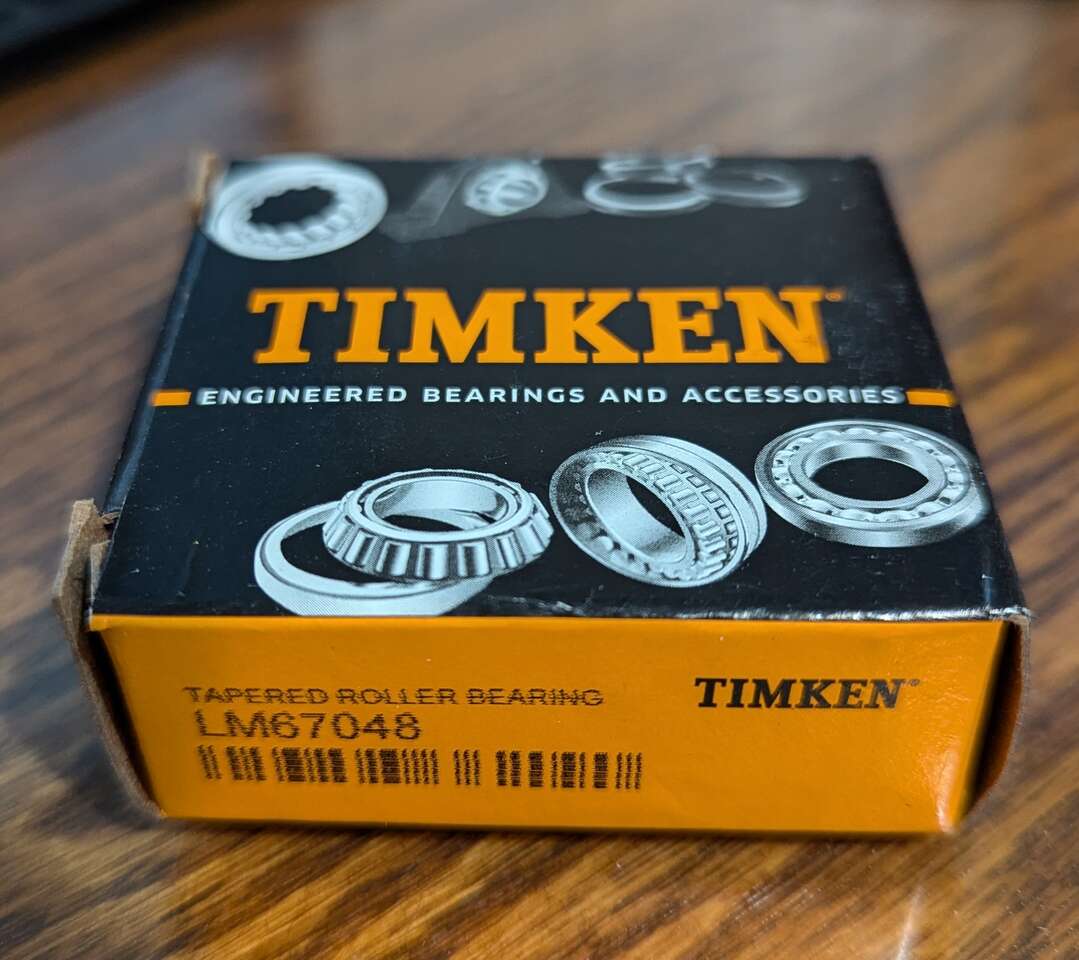 TIMKEN®
ENGINEERED BEARINGS AND ACCESSORIES
TAPERED ROLLER BEARING
LM67048
TIMKEN®